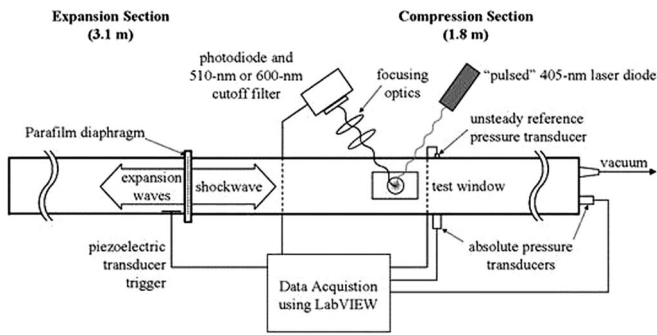 Expansion Section
(3.1 m)
Compression Section
(1.8 m)
photodiode and
510-nm or 600-nm
cutoff filter
focusing
optics
“pulsed” 405-nm laser diode
Parafilm diaphragm
unsteady reference
pressure transducer
vacuum
expansion
waves
shockwave
test window
piezoelectric
transducer
trigger
Data Acquistion
using LabVIEW
absolute pressure
transducers